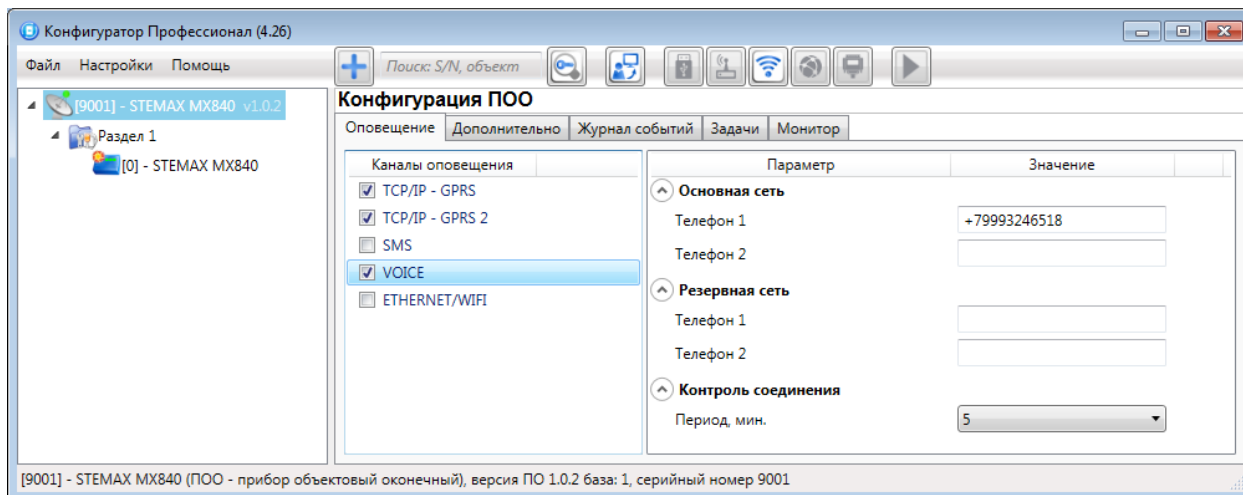 Конфигуратор Профессионал (4.26)
Файл Настройки Помощь
Поиск: S/N, объект
[9001] - STEMAX MX840 v1.0.2
Раздел 1
[0] - STEMAX MX840
Конфигурация ПОО
Оповещение Дополнительно Журнал событий Задачи Монитор
Каналы оповещения
TCP/IP - GPRS
TCP/IP - GPRS 2
SMS
VOICE
ETHERNET/WIFI
Параметр Значение
Основная сеть
Телефон 1 +79993246518
Телефон 2
Резервная сеть
Телефон 1
Телефон 2
Контроль соединения
Период, мин. 5
[9001] - STEMAX MX840 (ПОО - прибор объектовый оконечный), версия ПО 1.0.2 база: 1, серийный номер 9001